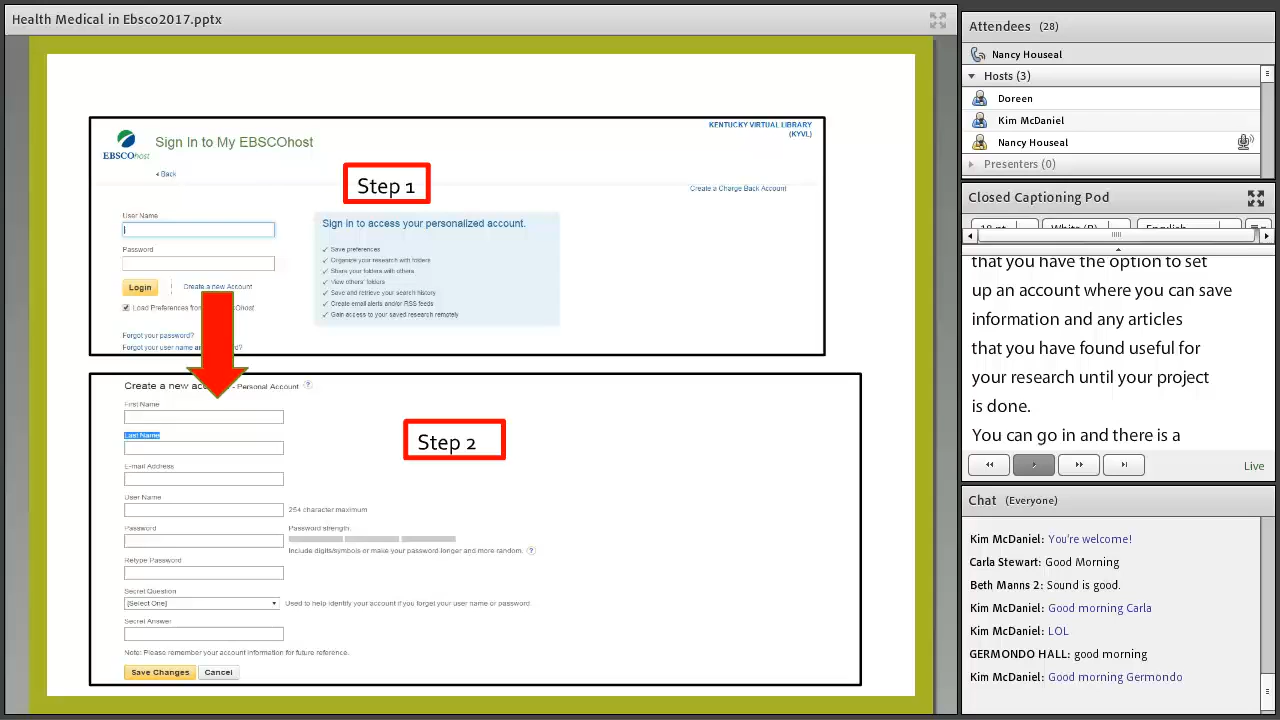 Health Medical in Ebsco2017.pptx
EBSCOhost
Sign In to My EBSCOhost
KENTUCKY VIRTUAL LIBRARY
(KYVL)
Back
Step 1
Create a Charge Back Account
User Name
Password
Login
Create a new Account
Load Preferences from
Forgot your password?
Forgot your user name
Sign in to access your personalized account.
✓ Save preferences
✓ Organize your research with folders
✓ Share your folders with others
✓ View others' folders
✓ Save and retrieve your search history
✓ Create email alerts and/or RSS feeds
✓ Gain access to your saved research remotely
Create a new - Personal Account ?
First Name
Last Name
E-mail Address
User Name
254 character maximum
Password
Password strength:
Include digits/symbols or make your password longer and more random. ?
Retype Password
Secret Question
[Select One]
Used to help identify your account if you forget your user name or password
Secret Answer
Note: Please remember your account information for future reference.
Save Changes
Cancel
Step 2
Attendees (28)
Nancy Houseal
Hosts (3)
Doreen
Kim McDaniel
Nancy Houseal
Presenters (0)
Closed Captioning Pod
that you have the option to set
up an account where you can save
information and any articles
that you have found useful for
your research until your project
is done.
You can go in and there is a
Live
Chat (Everyone)
Kim McDaniel: You're welcome!
Carla Stewart: Good Morning
Beth Manns 2: Sound is good.
Kim McDaniel: Good morning Carla
Kim McDaniel: LOL
GERMONDO HALL: good morning
Kim McDaniel: Good morning Germondo